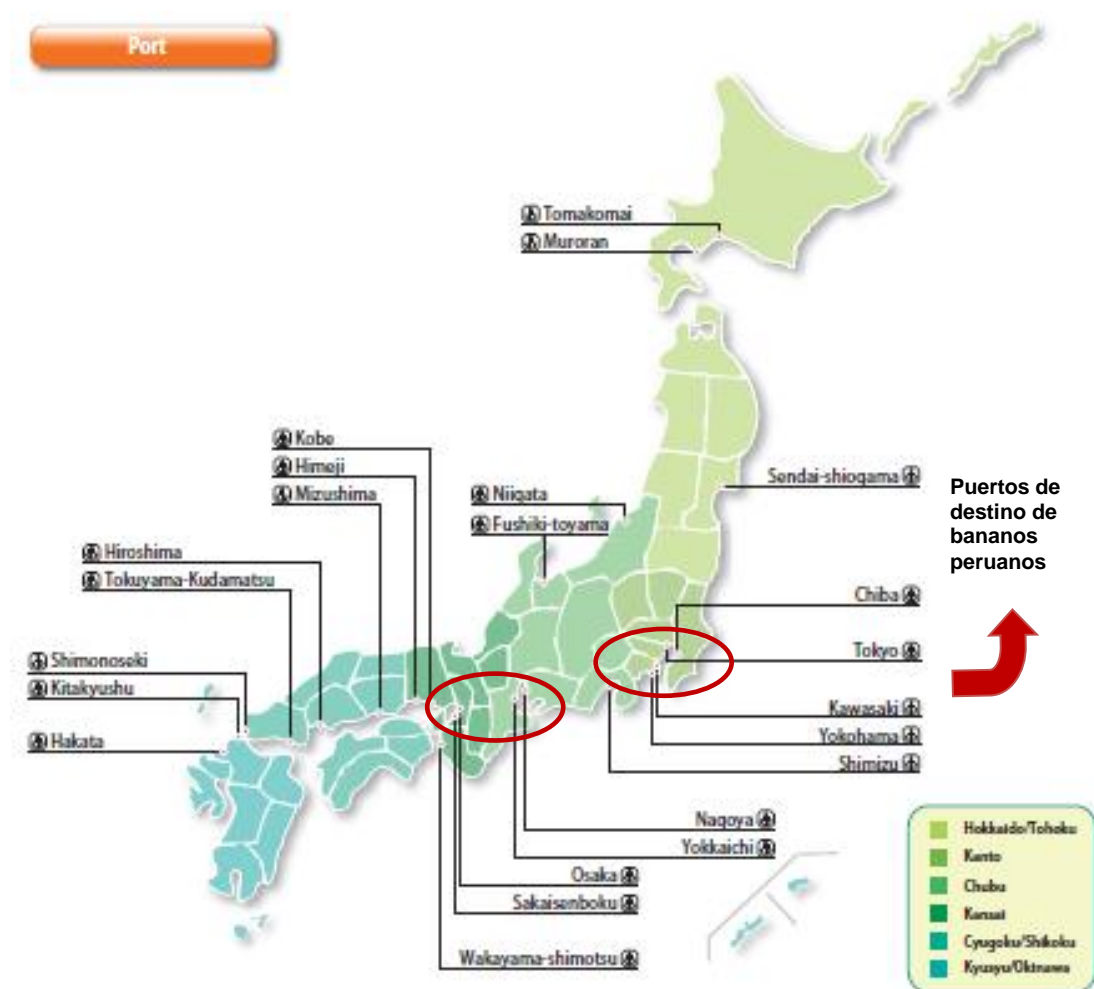 Port
Tomakomai
Muroran
Kobe
Himeji
Mizushima
Niigata
Fushiki-toyama
Sendai-shiogama
Puertos de
destino de
bananos
peruanos
Hiroshima
Tokuyama-Kudamatsu
Chiba
Tokyo
Shimonoseki
Kitakyushu
Hakata
Kawasaki
Yokohama
Shimizu
Nagoya
Yokkaichi
Osaka
Sakaisenboku
Wakayama-shimotsu
Hokkaido/Tohoku
Kanto
Chubu
Kansai
Cyugoku/Shikoku
Kyusyu/Okinawa